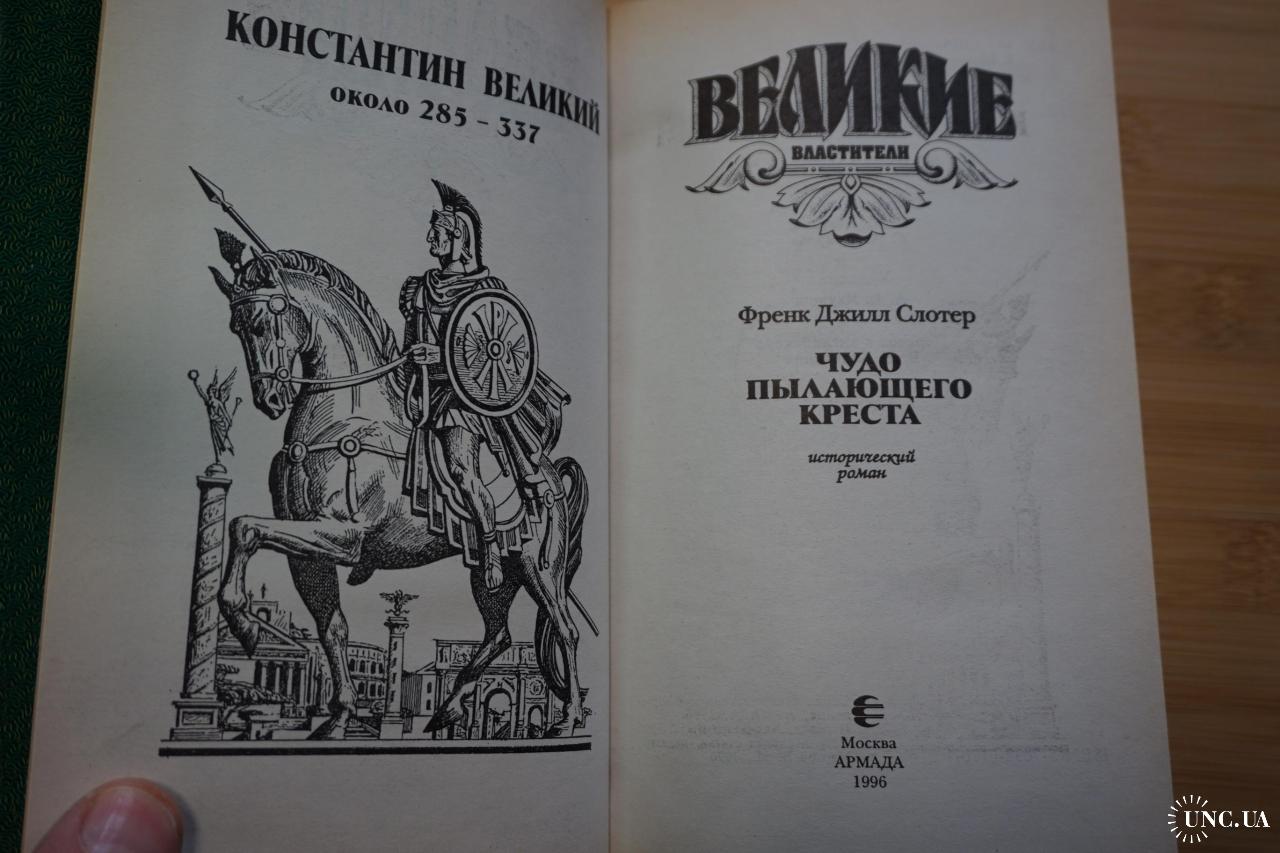 КОНСТАНТИН ВЕЛИКИЙ
около 285 – 337
ВЕЛИКИЕ
ВЛАСТИТЕЛИ
Френк Джилл Слотер
ЧУДО
ПЫЛАЮЩЕГО
КРЕСТА
исторический
роман
Москва
АРМАДА
1996
UNC.UA